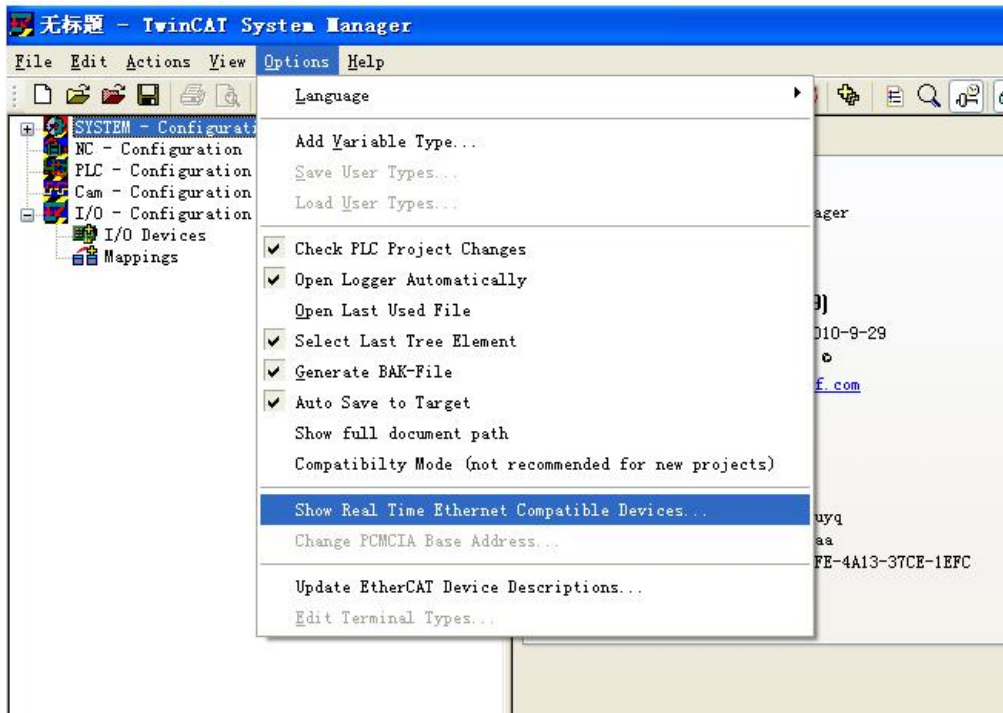 无标题 - TwinCAT System Manager
File Edit Actions View Options Help
SYSTEM - Configurati
NC - Configuration
PLC - Configuration
Cam - Configuration
I/O - Configuration
I/O Devices
Mappings
Language
Add Variable Type...
Save User Types...
Load User Types...
Check PLC Project Changes
Open Logger Automatically
Open Last Used File
Select Last Tree Element
Generate BAK-File
Auto Save to Target
Show full document path
Compatibilty Mode (not recommended for new projects)
Show Real Time Ethernet Compatible Devices...
Change PCMCIA Base Address...
Update EtherCAT Device Descriptions...
Edit Terminal Types...
ager
9)
010-9-29
©
f.com
uyq
aa
FE-4A13-37CE-1EFC